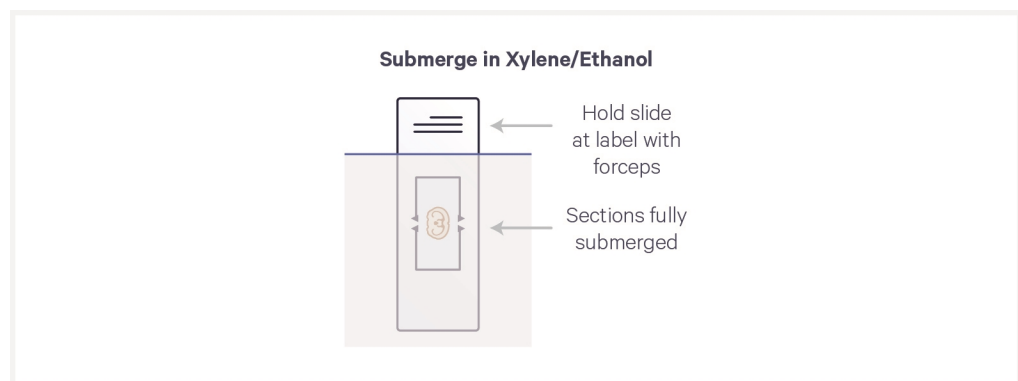 Submerge in Xylene/Ethanol
Hold slide
at label with
forceps
Sections fully
submerged